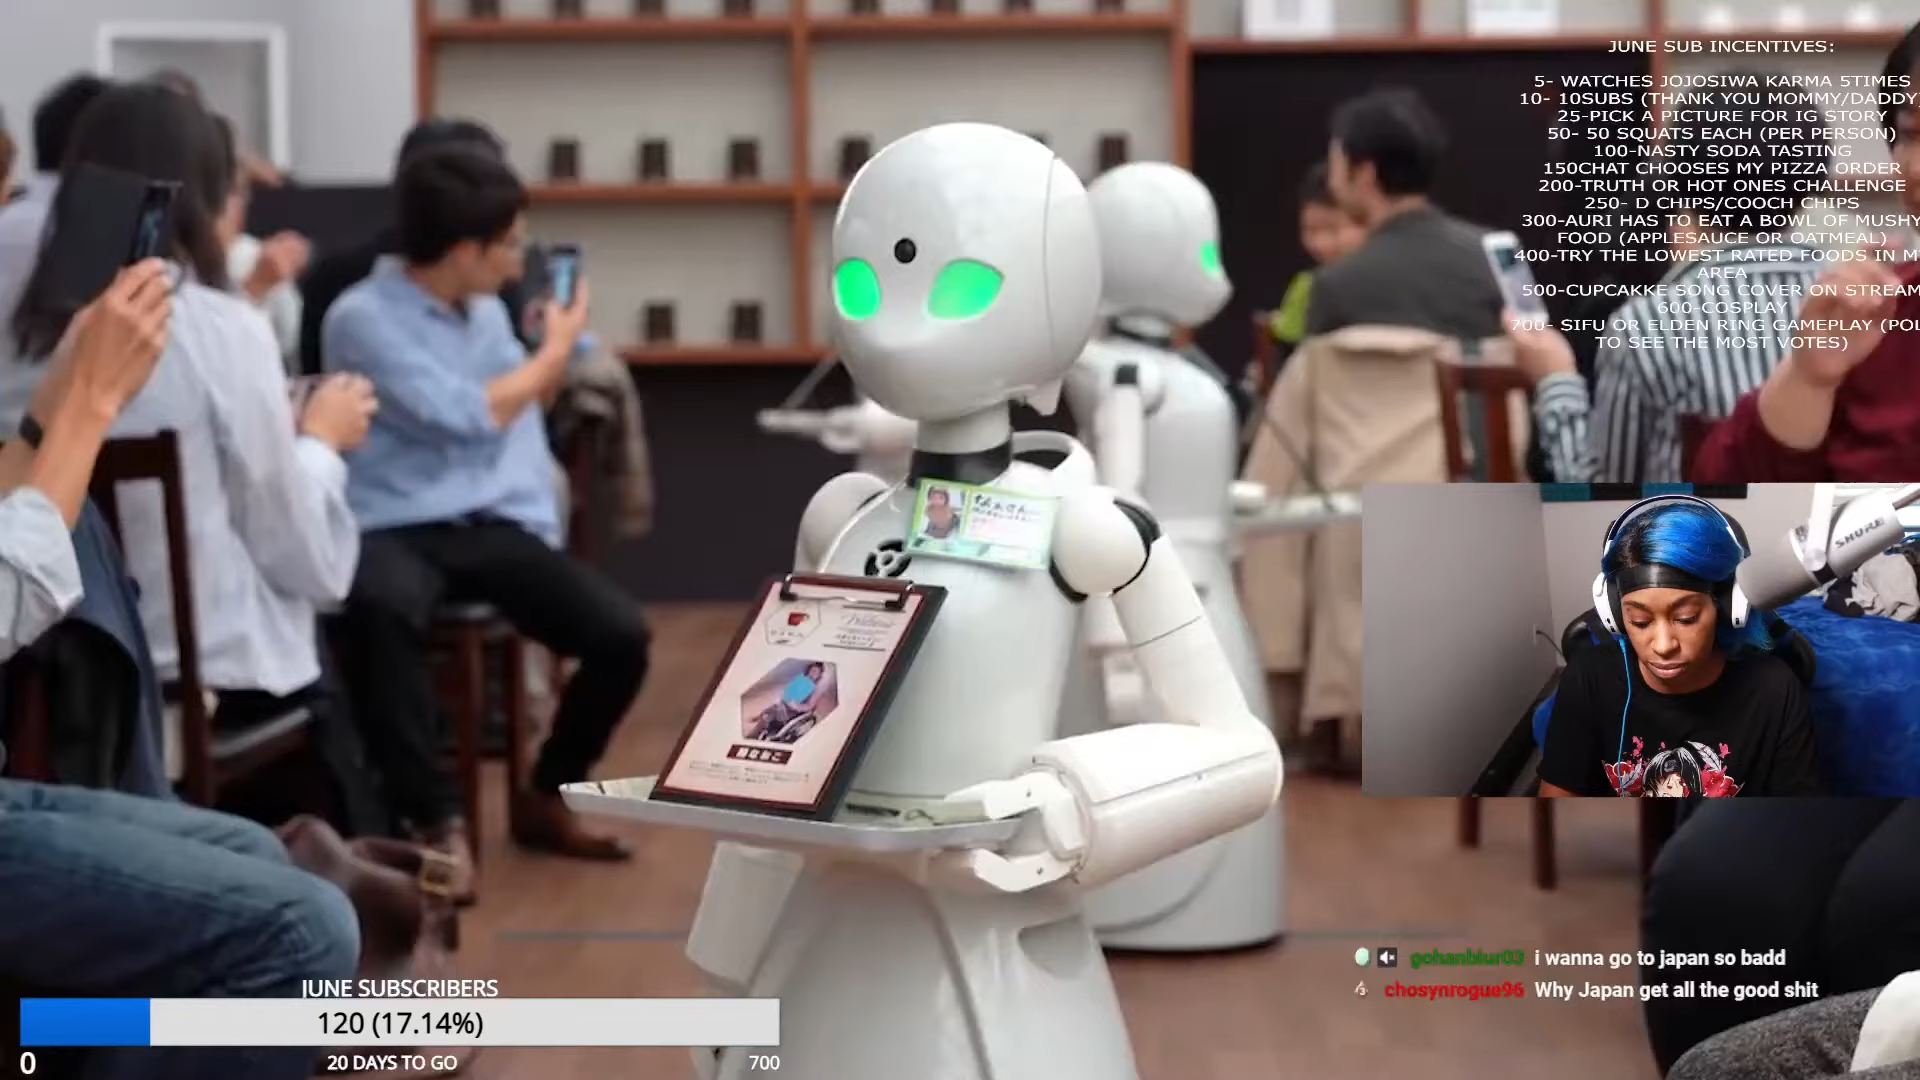 JUNE SUB INCENTIVES:
5- WATCHES JOJOSIWA KARMA 5TIMES
10- 10SUBS (THANK YOU MOMMY/DADDY)
25-PICK A PICTURE FOR IG STORY
50- 50 SQUATS EACH (PER PERSON)
100-NASTY SODA TASTING
150CHAT CHOOSES MY PIZZA ORDER
200-TRUTH OR HOT ONES CHALLENGE
250- D CHIPS/COOCH CHIPS
300-AURI HAS TO EAT A BOWL OF MUSHY
FOOD (APPLESAUCE OR OATMEAL)
400-TRY THE LOWEST RATED FOODS IN M
AREA
500-CUPCAKKE SONG COVER ON STREAM
600-COSPLAY
700- SIFU OR ELDEN RING GAMEPLAY (POL
TO SEE THE MOST VOTES)
SHURE
gohanblur03 i wanna go to japan so badd
chosynrogue96 Why Japan get all the good shit
JUNE SUBSCRIBERS
120 (17.14%)
0 20 DAYS TO GO 700